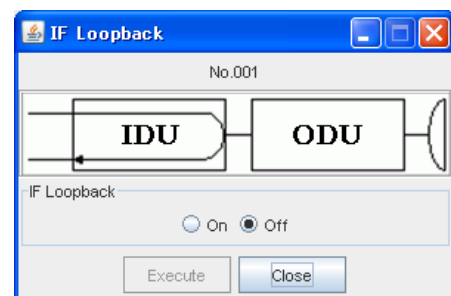 IF Loopback
No.001
IDU ODU
IF Loopback
On Off
Execute Close